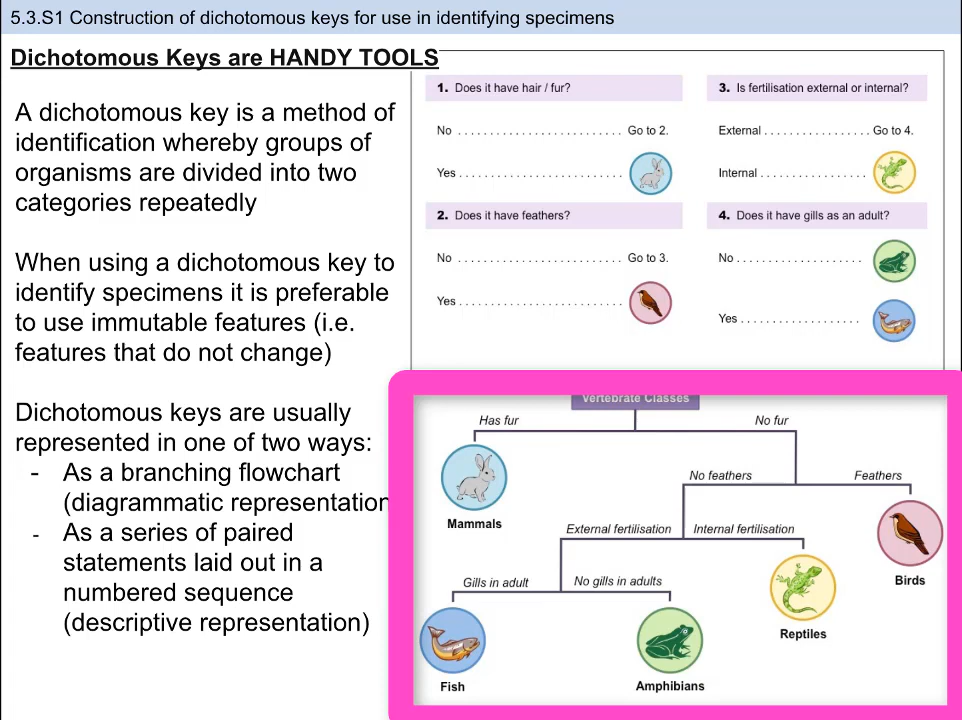 5.3.S1 Construction of dichotomous keys for use in identifying specimens
Dichotomous Keys are HANDY TOOLS
A dichotomous key is a method of
identification whereby groups of
organisms are divided into two
categories repeatedly
When using a dichotomous key to
identify specimens it is preferable
to use immutable features (i.e.
features that do not change)
Dichotomous keys are usually
represented in one of two ways:
- As a branching flowchart
(diagrammatic representation
- As a series of paired
statements laid out in a
numbered sequence
(descriptive representation)
1. Does it have hair / fur?
No . . . . . . . . . . . . . . . . . . . . . . . . . . Go to 2.
Yes . . . . . . . . . . . . . . . . . . . . . . . . . .
2. Does it have feathers?
No . . . . . . . . . . . . . . . . . . . . . . . . . . Go to 3.
Yes . . . . . . . . . . . . . . . . . . . . . . . . . .
3. Is fertilisation external or internal?
External . . . . . . . . . . . . . . . . . Go to 4.
Internal . . . . . . . . . . . . . . . . .
4. Does it have gills as an adult?
No . . . . . . . . . . . . . . . . . . . .
Yes . . . . . . . . . . . . . . . . . . .
Vertebrate Classes
Has fur
No fur
No feathers
Feathers
Mammals
External fertilisation
Internal fertilisation
Birds
Gills in adult
No gills in adults
Reptiles
Fish
Amphibians